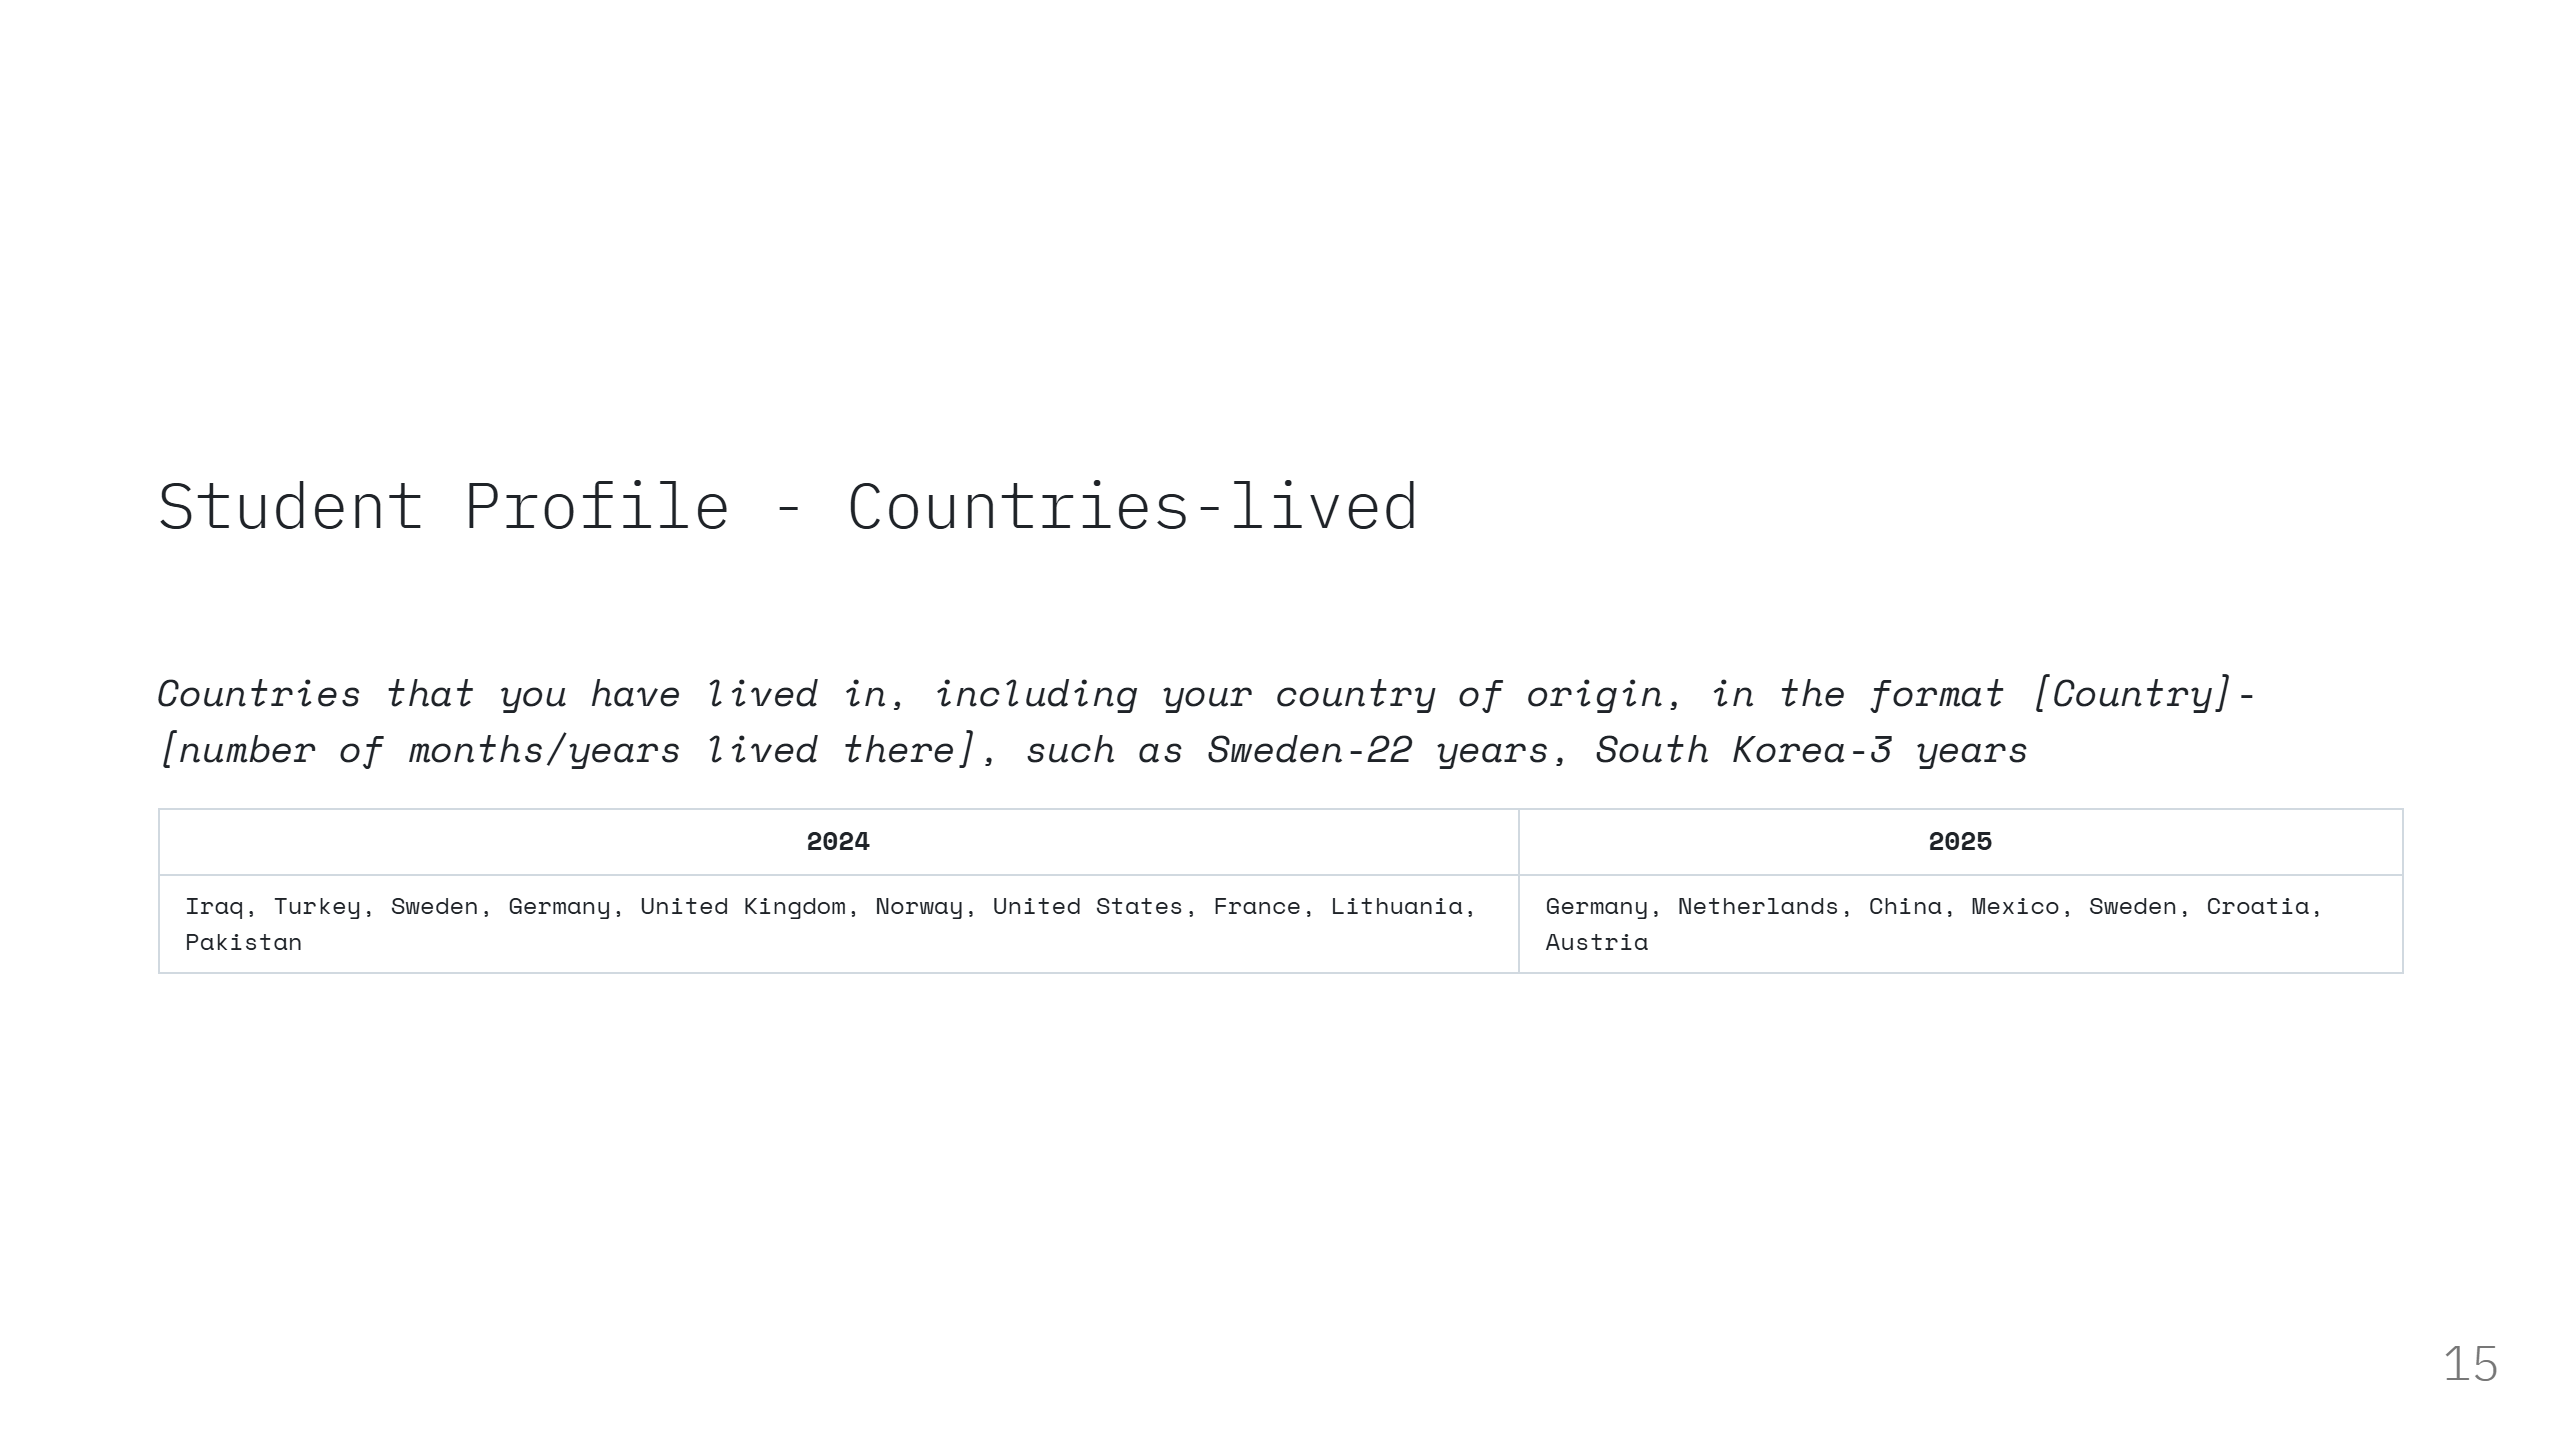 Student Profile - Countries-lived
Countries that you have lived in, including your country of origin, in the format [Country]-
[number of months/years lived there], such as Sweden-22 years, South Korea-3 years
2024
2025
Iraq, Turkey, Sweden, Germany, United Kingdom, Norway, United States, France, Lithuania,
Pakistan
Germany, Netherlands, China, Mexico, Sweden, Croatia,
Austria
15